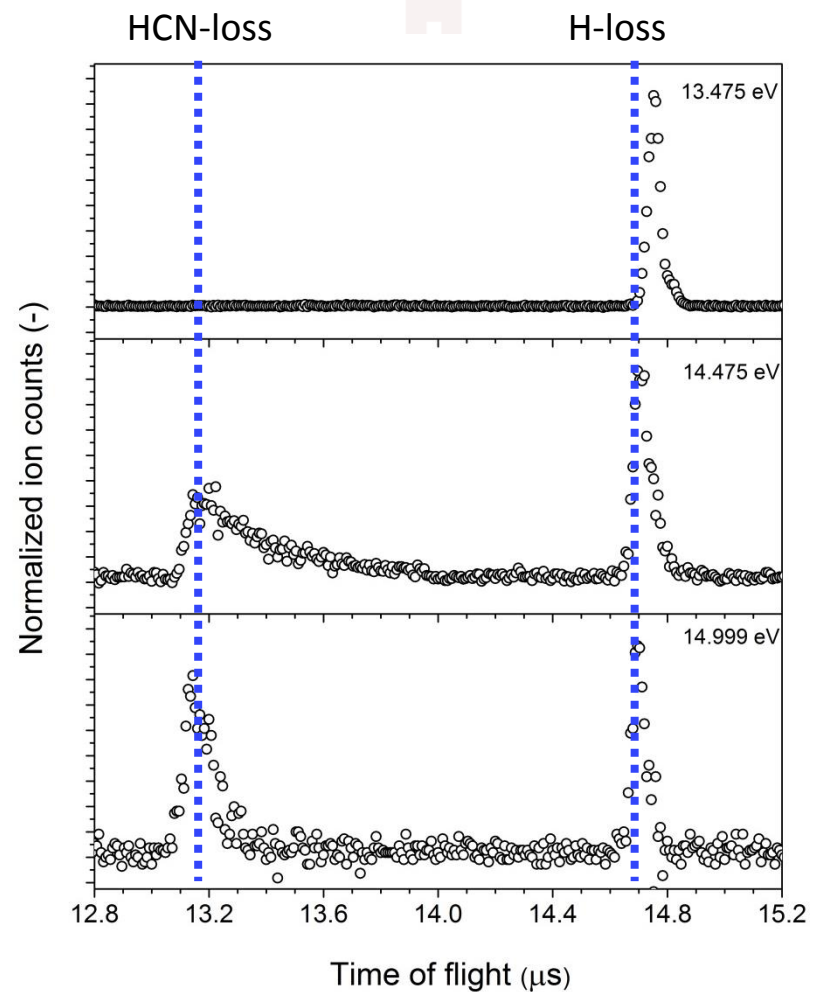 HCN-loss H-loss
13.475 eV
14.475 eV
14.999 eV
Normalized ion counts (-)
12.8 13.2 13.6 14.0 14.4 14.8 15.2
Time of flight (μs)